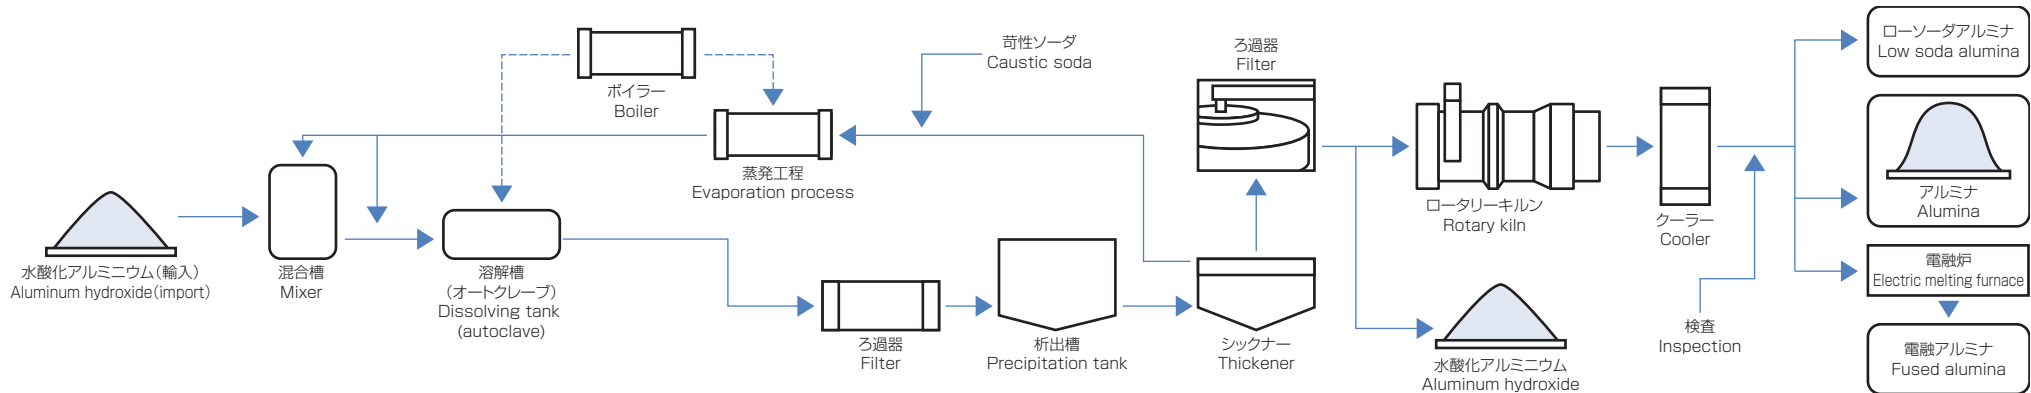 水酸化アルミニウム(輸入)
Aluminum hydroxide(import)
混合槽
Mixer
溶解槽
(オートクレーブ)
Dissolving tank
(autoclave)
ボイラー
Boiler
蒸発工程
Evaporation process
苛性ソーダ
Caustic soda
ろ過器
Filter
析出槽
Precipitation tank
シックナー
Thickener
ろ過器
Filter
水酸化アルミニウム
Aluminum hydroxide
ロータリーキルン
Rotary kiln
クーラー
Cooler
検査
Inspection
ローソーダアルミナ
Low soda alumina
アルミナ
Alumina
電融炉
Electric melting furnace
電融アルミナ
Fused alumina